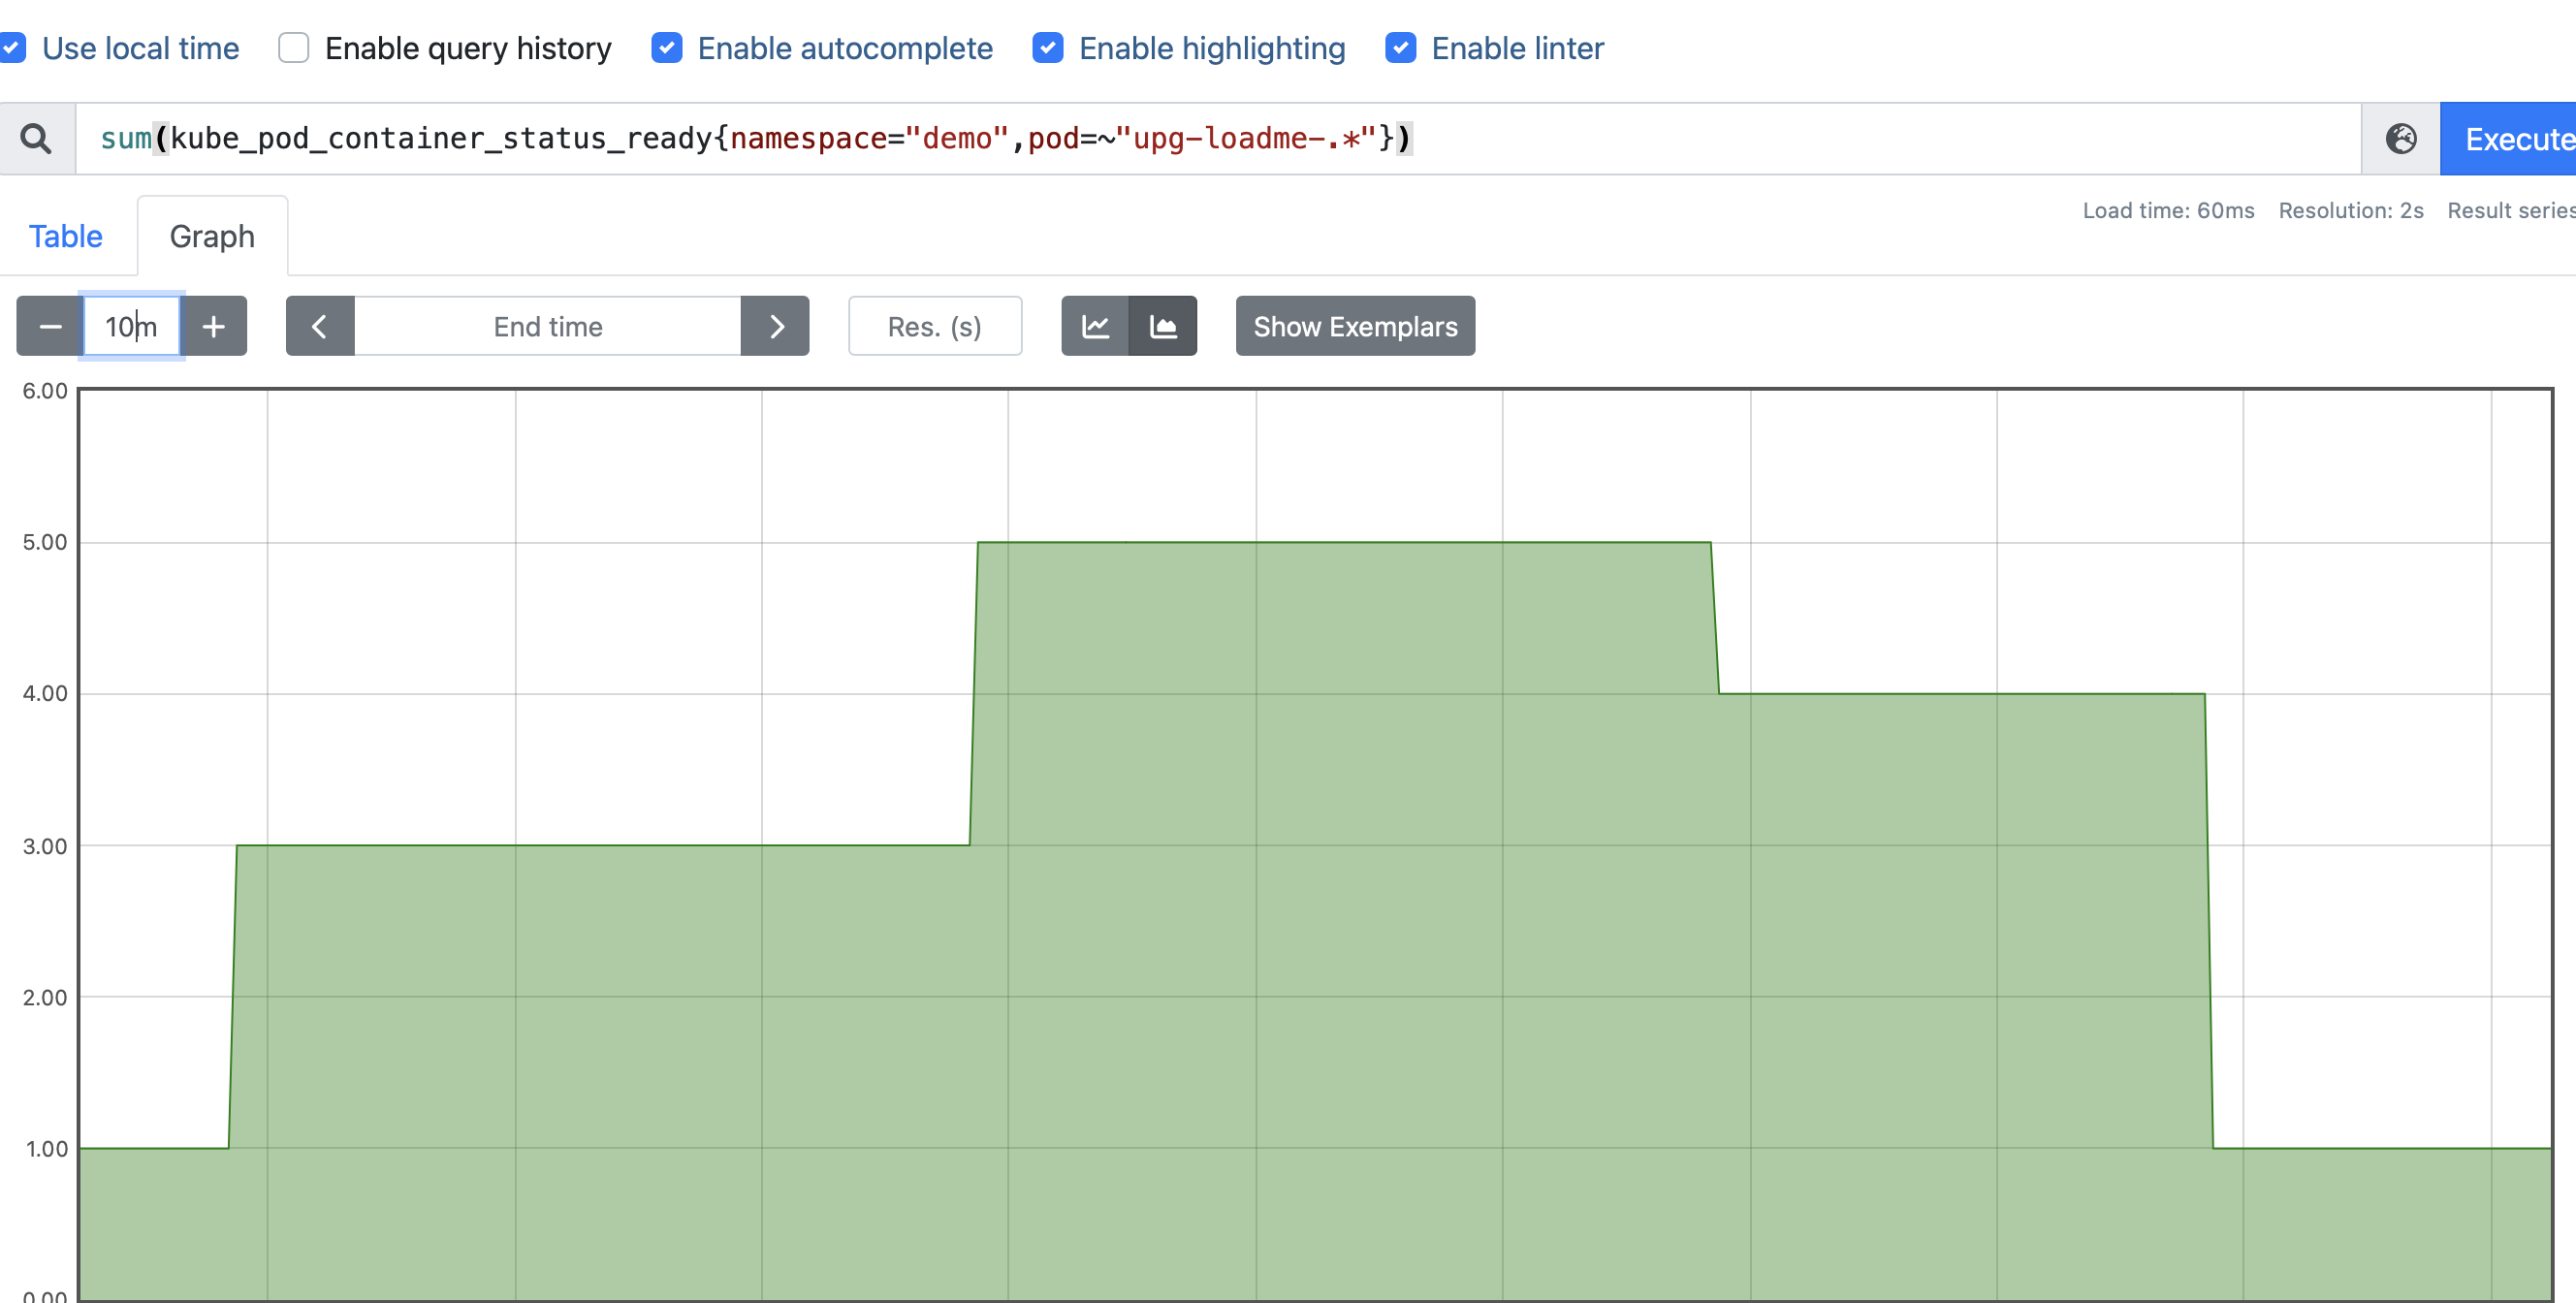 Use local time Enable query history Enable autocomplete Enable highlighting Enable linter
sum(kube_pod_container_status_ready{namespace="demo",pod=~"upg-loadme-.*"})
Execute
Load time: 60ms Resolution: 2s Result series
Table Graph
10m End time Res. (s) Show Exemplars
6.00
5.00
4.00
3.00
2.00
1.00
0.00